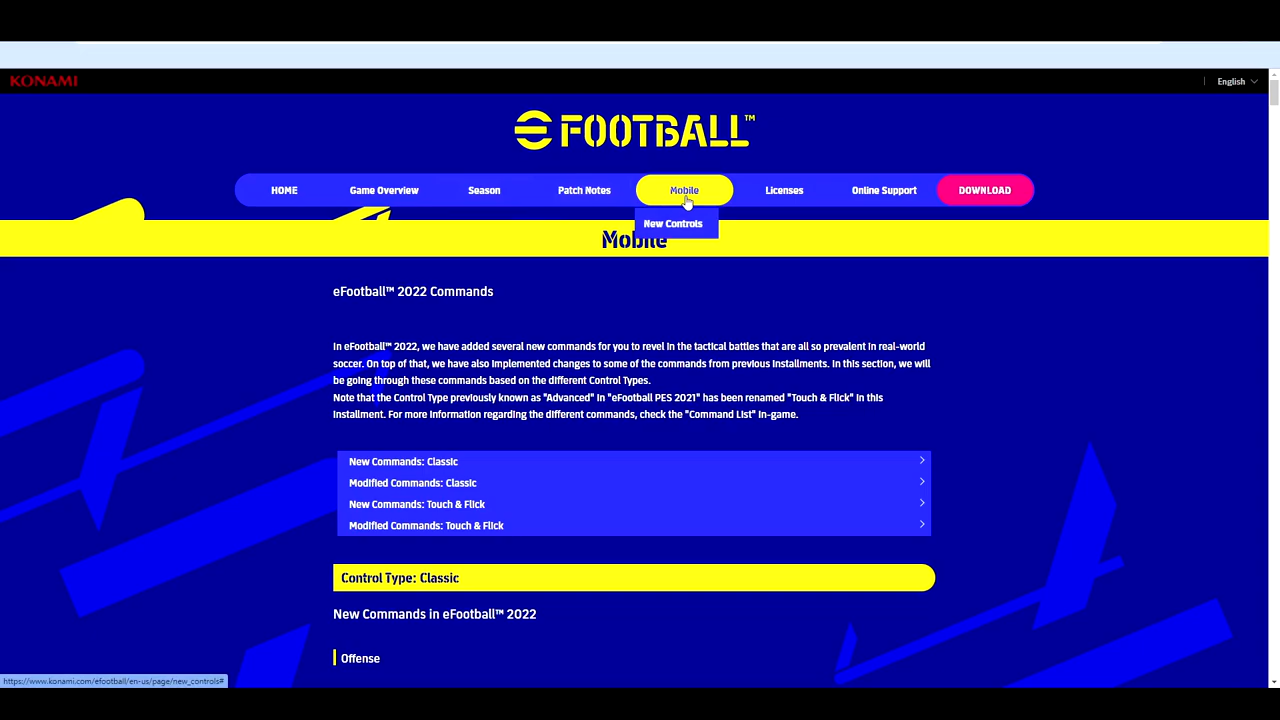 KONAMI
English
FOOTBALL™
HOME
Game Overview
Season
Patch Notes
Mobile
Licenses
Online Support
DOWNLOAD
New Controls
Mobile
eFootball™ 2022 Commands
In eFootball™ 2022, we have added several new commands for you to revel in the tactical battles that are all so prevalent in real-world
soccer. On top of that, we have also implemented changes to some of the commands from previous installments. In this section, we will
be going through these commands based on the different Control Types.
Note that the Control Type previously known as "Advanced" in "eFootball PES 2021" has been renamed "Touch & Flick" in this
installment. For more information regarding the different commands, check the "Command List" in-game.
New Commands: Classic
Modified Commands: Classic
New Commands: Touch & Flick
Modified Commands: Touch & Flick
Control Type: Classic
New Commands in eFootball™ 2022
Offense
https://www.konami.com/efootball/en-us/page/new_controls#